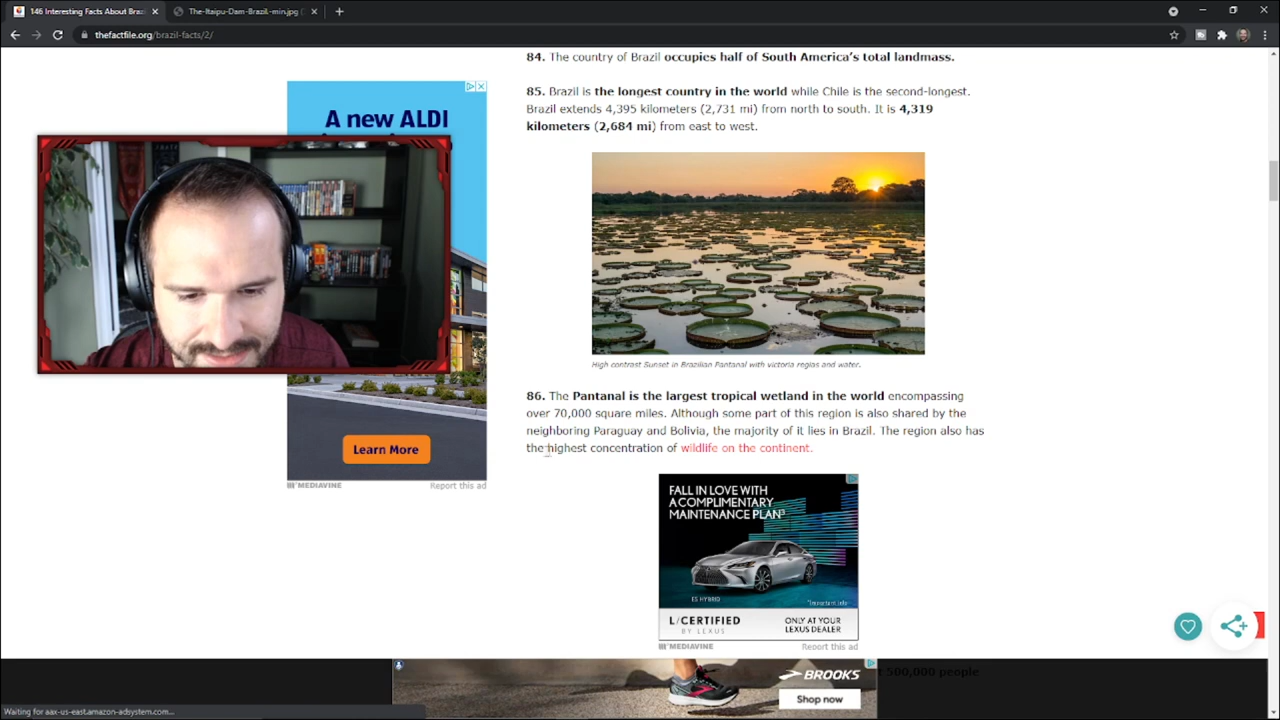 146 Interesting Facts About Braz
The-Itaipu-Dam-Brazil-min.jpg (
thefactfile.org/brazil-facts/2/
84. The country of Brazil occupies half of South America's total landmass.
85. Brazil is the longest country in the world while Chile is the second-longest.
Brazil extends 4,395 kilometers (2,731 mi) from north to south. It is 4,319
kilometers (2,684 mi) from east to west.
A new ALDI
High contrast Sunset in Brazilian Pantanal with victoria regias and water.
86. The Pantanal is the largest tropical wetland in the world encompassing
over 70,000 square miles. Although some part of this region is also shared by the
neighboring Paraguay and Bolivia, the majority of it lies in Brazil. The region also has
the highest concentration of wildlife on the continent.
Learn More
MEDIAVINE
Report this ad
FALL IN LOVE WITH
A COMPLIMENTARY
MAINTENANCE PLAN³
ES HYBRID
*Important Info
L/CERTIFIED
BY LEXUS
ONLY AT YOUR
LEXUS DEALER
MEDIAVINE
Report this ad
500,000 people
BROOKS
Shop now
Waiting for aax-us-east.amazon-adsystem.com...